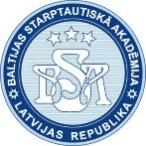 BALTIJAS STARPTAUTISKĀ AKADĒMIJA
BSA
LATVIJAS REPUBLIKA